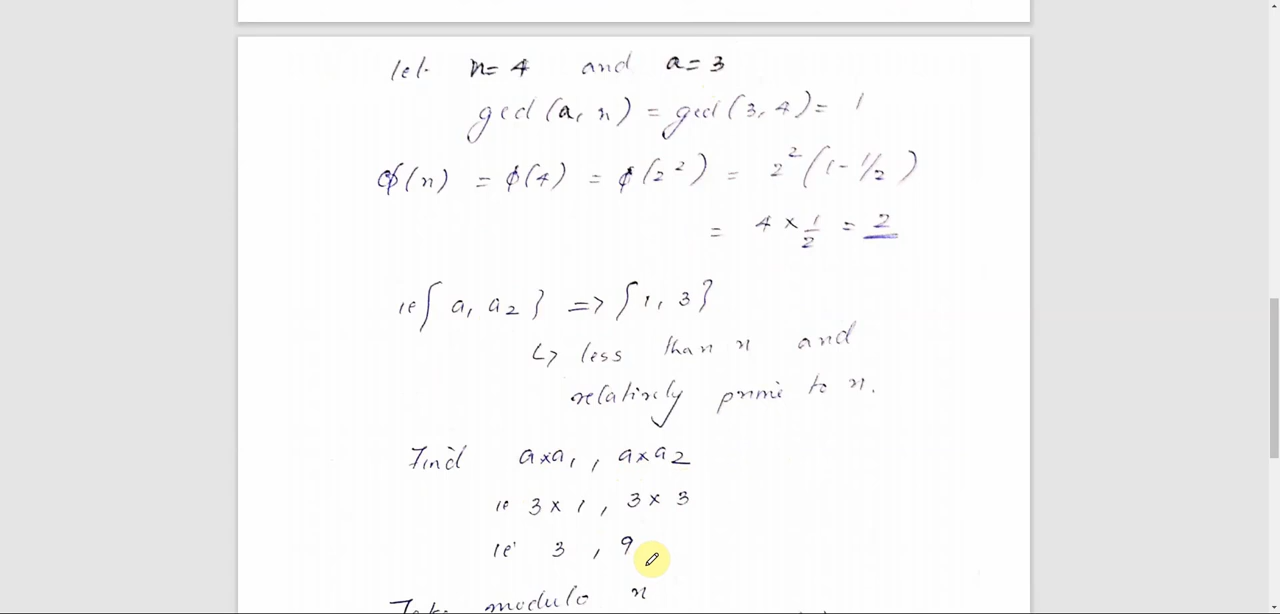 let n = 4 and a = 3
gcd(a, n) = gcd(3, 4) = 1
φ(n) = φ(4) = φ(2²) = 2²(1 - 1/2)
= 4 × 1/2 = 2
ie { a₁ a₂ } => { 1, 3 }
↳ less than n and
relatively prime to n.
Find a×a₁, a×a₂
ie 3 × 1, 3 × 3
ie 3, 9
Take modulo n